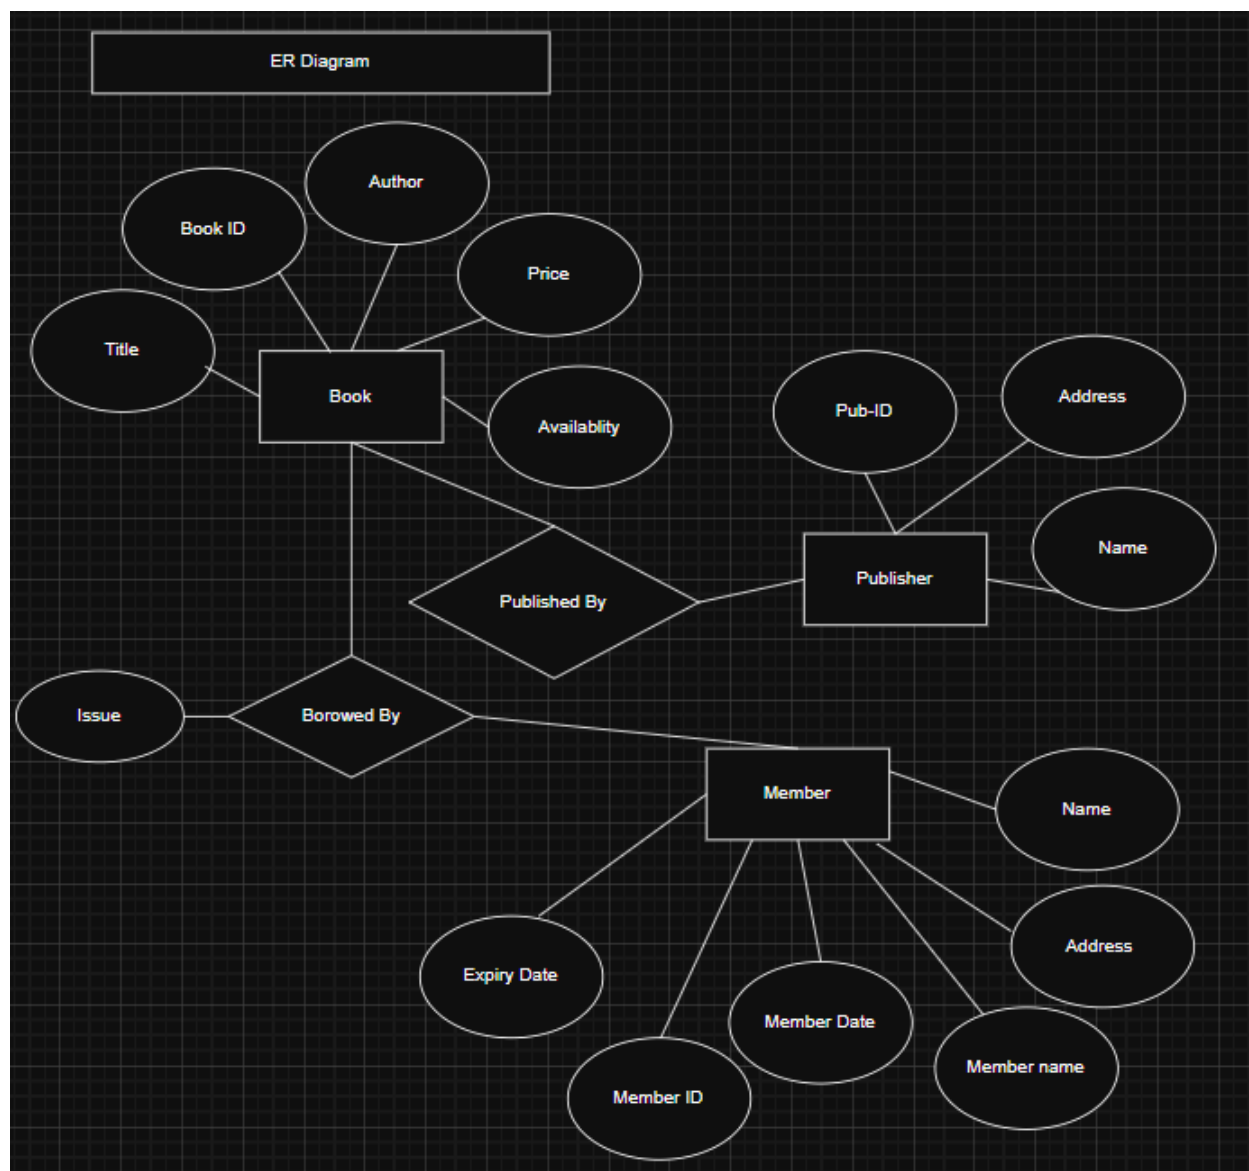 ER Diagram
Author
Book ID
Price
Title
Book
Availablity
Pub-ID
Address
Name
Publisher
Published By
Issue
Borowed By
Member
Name
Address
Expiry Date
Member Date
Member name
Member ID